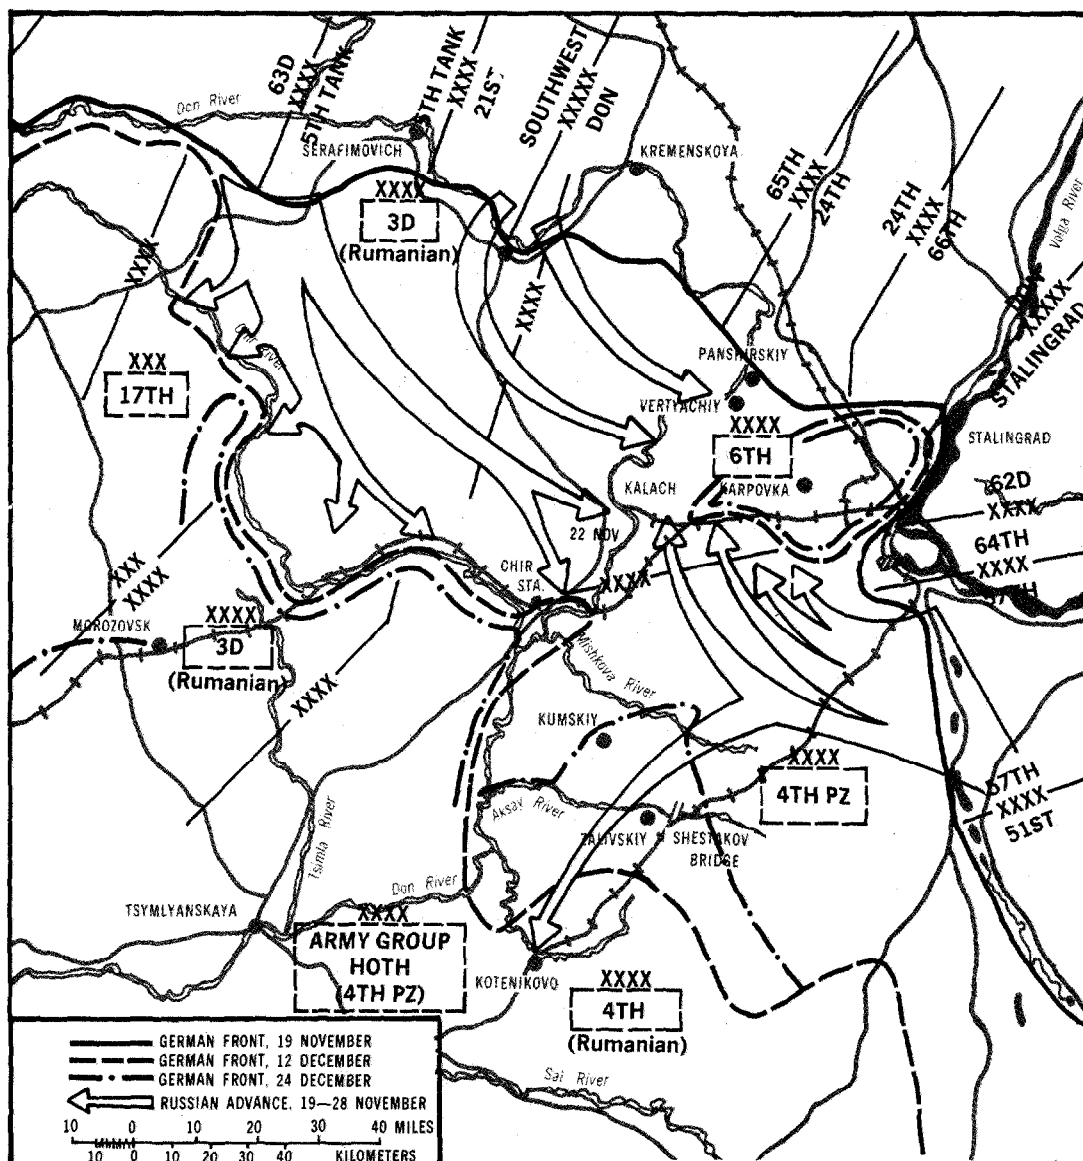 63D
XXXX
5TH TANK
5TH TANK
XXXX
21ST
SOUTHWEST
XXXXX
DON
Don River
SERAFIMOVICH
KREMENSKOYA
XXXX
3D
(Rumanian)
65TH
XXXX
24TH
24TH
XXXX
66TH
Volga River
DON
XXXXX
STALINGRAD
XXXX
XXXX
River
XXX
17TH
PANSHIRSKIY
VERTYACHIY
XXXX
6TH
STALINGRAD
KALACH
KARPOVKA
62D
XXXX
64TH
XXXX
22 NOV
CHIR
STA.
XXXX
XXX
XXXX
MOROZOVSK
XXXX
3D
(Rumanian)
XXXX
Mishkova River
KUMSKIY
XXXX
4TH PZ
57TH
XXXX
51ST
Aksay River
ZALIVSKIY
SHESTAKOV
BRIDGE
Tsimla River
Don River
TSYMLYANSKAYA
XXXX
ARMY GROUP
HOTH
(4TH PZ)
KOTENIKOVO
XXXX
4TH
(Rumanian)
Sal River
GERMAN FRONT, 19 NOVEMBER
GERMAN FRONT, 12 DECEMBER
GERMAN FRONT, 24 DECEMBER
RUSSIAN ADVANCE, 19—28 NOVEMBER
10 0 10 20 30 40 MILES
10 0 10 20 30 40 KILOMETERS